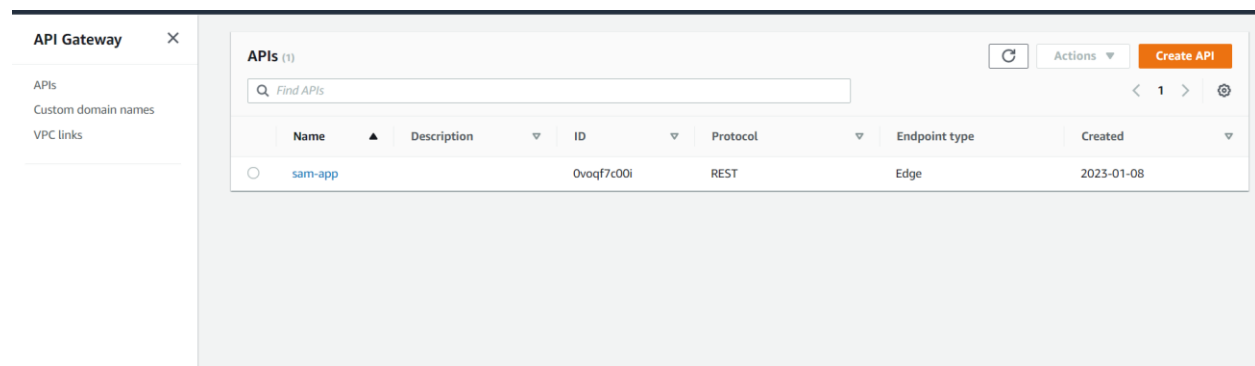 API Gateway
APIs
Custom domain names
VPC links
APIs (1)
Actions
Create API
Find APIs
1
Name Description ID Protocol Endpoint type Created
sam-app 0voqf7c00i REST Edge 2023-01-08